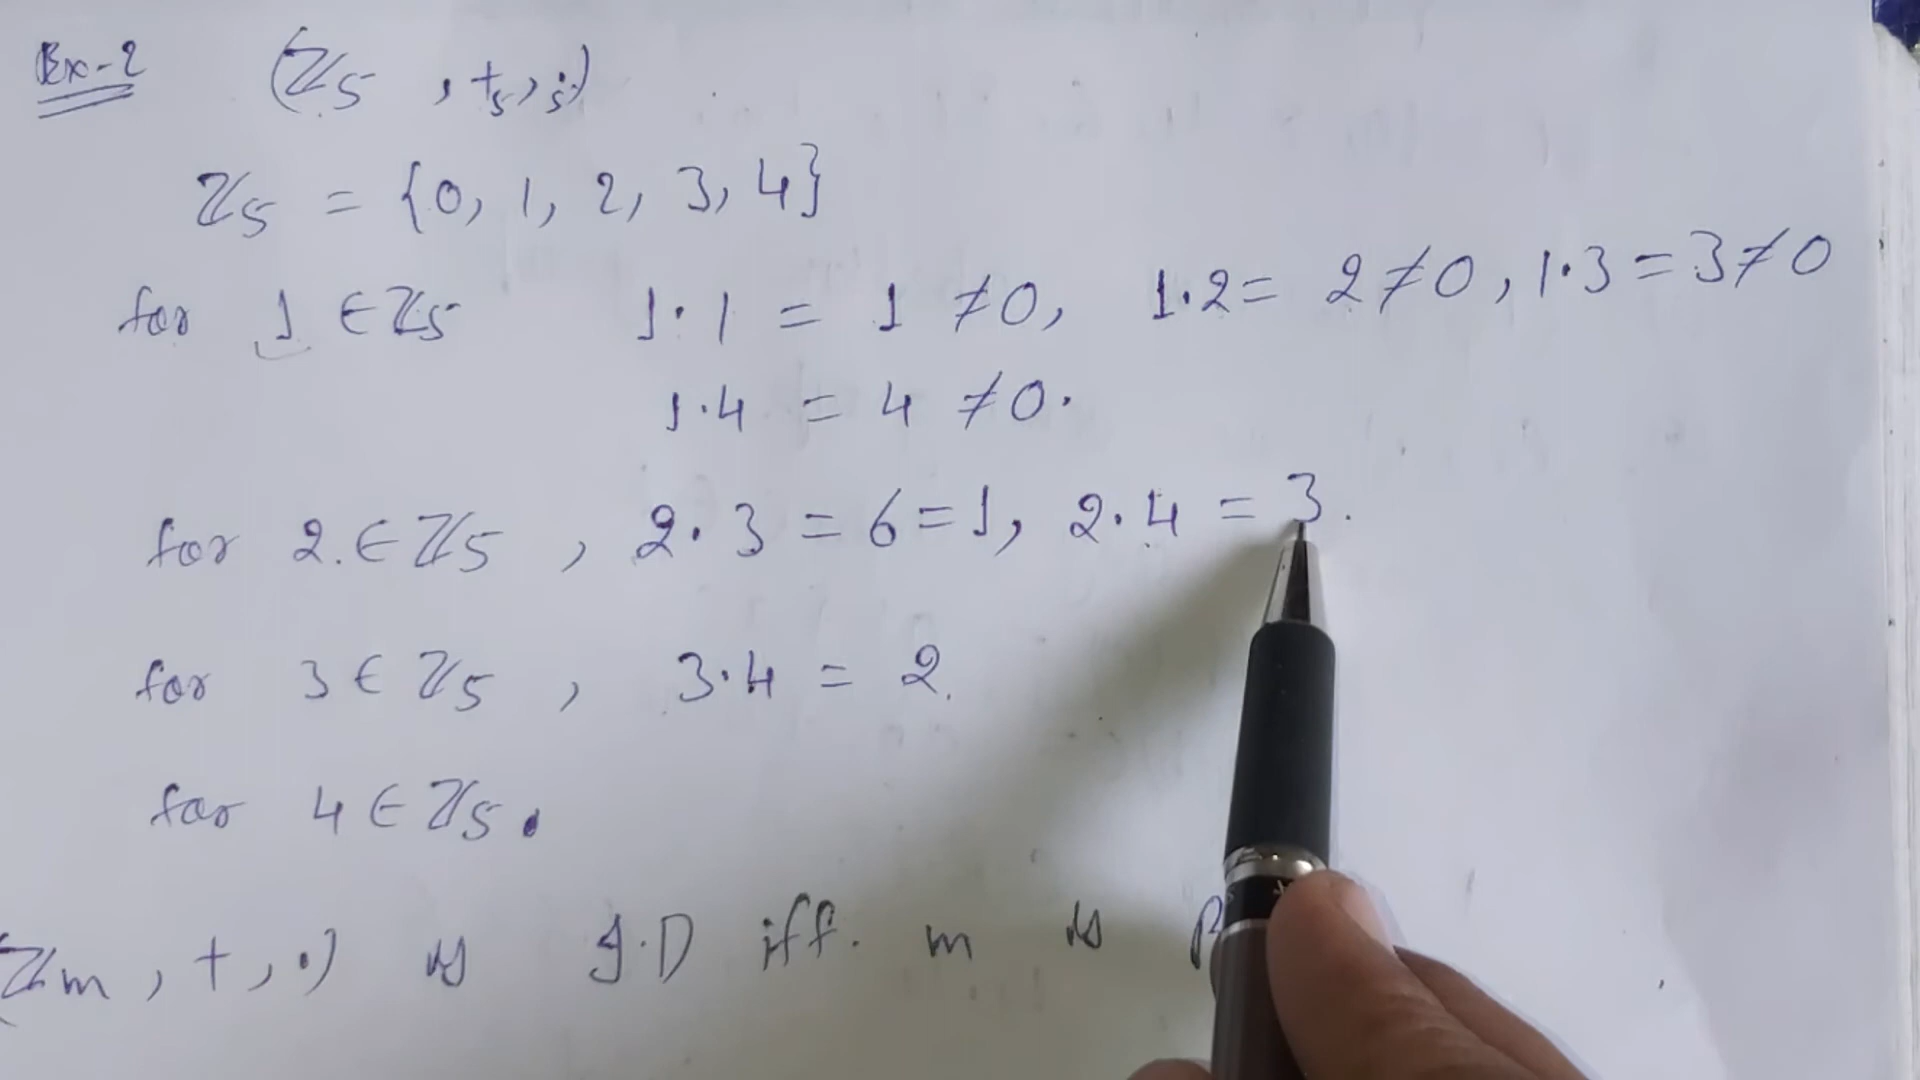 Ex-2 (ℤ5 , +5, ·5)
ℤ5 = {0, 1, 2, 3, 4}
for 1 ∈ ℤ5 1·1 = 1 ≠0, 1·2= 2≠0, 1·3=3≠0
1·4 = 4 ≠0.
for 2.∈ ℤ5 , 2·3 = 6=1, 2·4 = 3.
for 3 ∈ ℤ5 , 3·4 = 2.
for 4 ∈ ℤ5.
(ℤm , + , ·) is I.D iff. m is